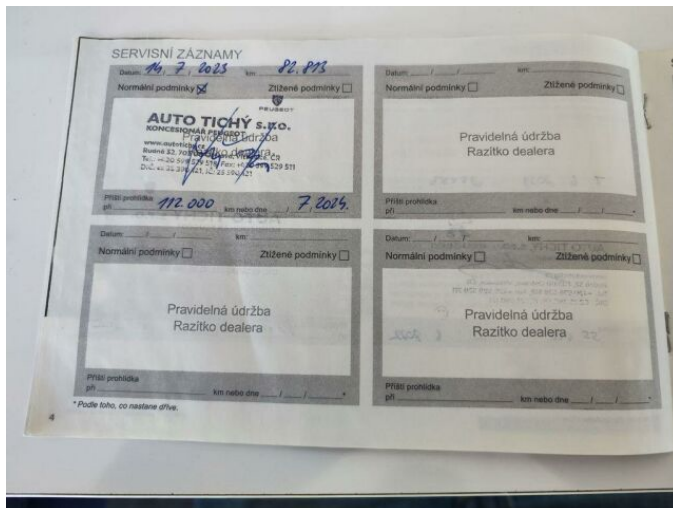 SERVISNÍ ZÁZNAMY
Datum: 14. 7. 2023 km: 82.813
Normální podmínky Ztížené podmínky
PEUGEOT
AUTO TICHÝ s.r.o.
KONCESIONÁŘ PEUGEOT
Pravidelná údržba
Razítko dealera
Příští prohlídka
při 112 000 km nebo dne / 7. 2024.
Datum: / / km:
Normální podmínky Ztížené podmínky
Pravidelná údržba
Razítko dealera
Příští prohlídka
při km nebo dne / / *
Datum: / / km:
Normální podmínky Ztížené podmínky
Pravidelná údržba
Razítko dealera
Příští prohlídka
při km nebo dne / / *
Datum: / / km:
Normální podmínky Ztížené podmínky
Pravidelná údržba
Razítko dealera
Příští prohlídka
při km nebo dne / / *
* Podle toho, co nastane dříve.
4